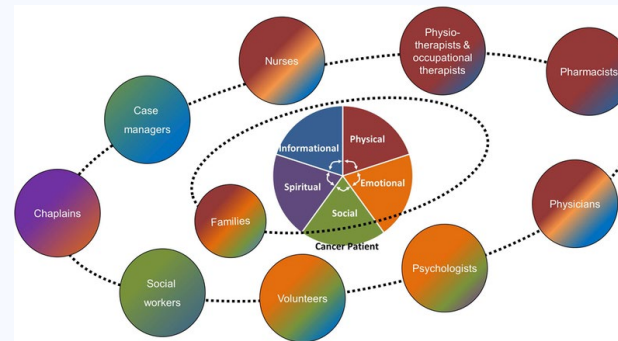 Physio-
therapists &
occupational
therapists
Nurses
Pharmacists
Case
managers
Informational
Physical
Spiritual
Emotional
Social
Cancer Patient
Families
Chaplains
Physicians
Social
workers
Volunteers
Psychologists